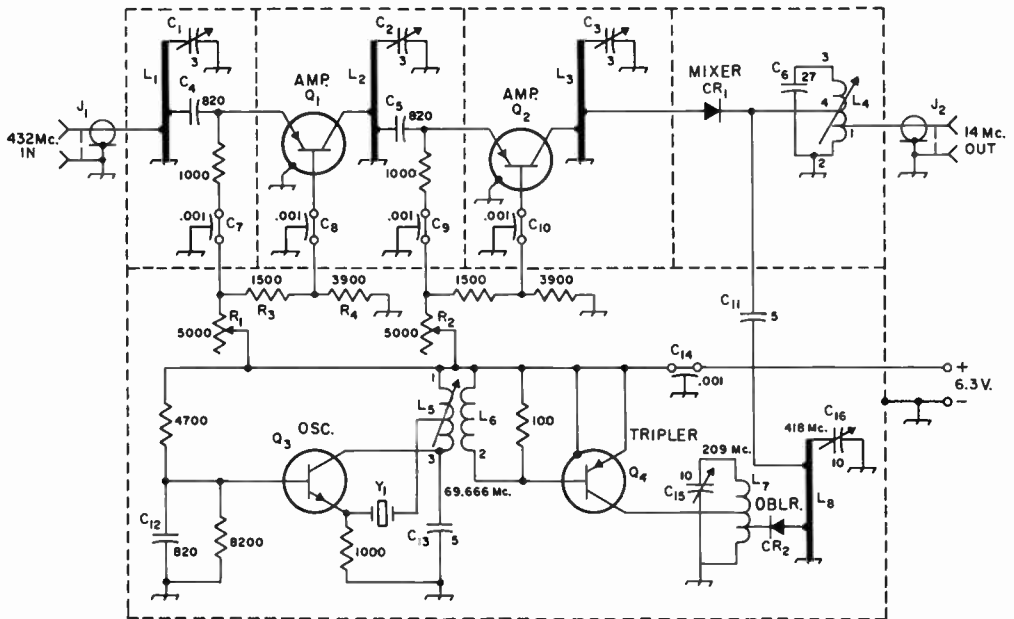 C1
3
C2
3
C3
3
L1
C4
820
AMP.
Q1
L2
C5
820
AMP.
Q2
L3
MIXER
CR1
C6
27
3
4
L4
1
2
J1
432Mc.
IN
J2
14 Mc.
OUT
1000
1000
.001
C7
.001
C8
.001
C9
.001
C10
1500
R3
3900
R4
1500
3900
5000
R1
5000
R2
C11
5
C14
.001
+
6.3 V.
-
4700
Q3
OSC.
1
L5
L6
3
2
100
TRIPLER
Q4
69.666 Mc.
Y1
C12
820
8200
1000
C13
5
209 Mc.
10
C15
L7
DBLR.
CR2
418 Mc.
C16
10
L8